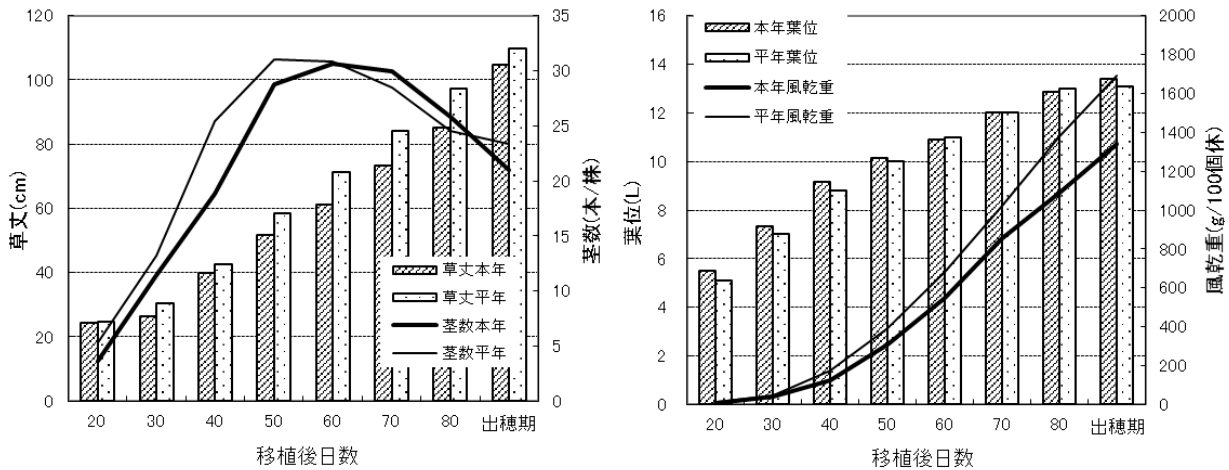 120
100
80
60
40
20
0
草丈(cm)
35
30
25
20
15
10
5
0
茎数(本/株)
草丈本年
草丈平年
茎数本年
茎数平年
20 30 40 50 60 70 80 出穂期
移植後日数
16
14
12
10
8
6
4
2
0
葉位(L)
2000
1800
1600
1400
1200
1000
800
600
400
200
0
風乾重(g/100個休)
本年葉位
平年葉位
本年風乾重
平年風乾重
20 30 40 50 60 70 80 出穂期
移植後日数